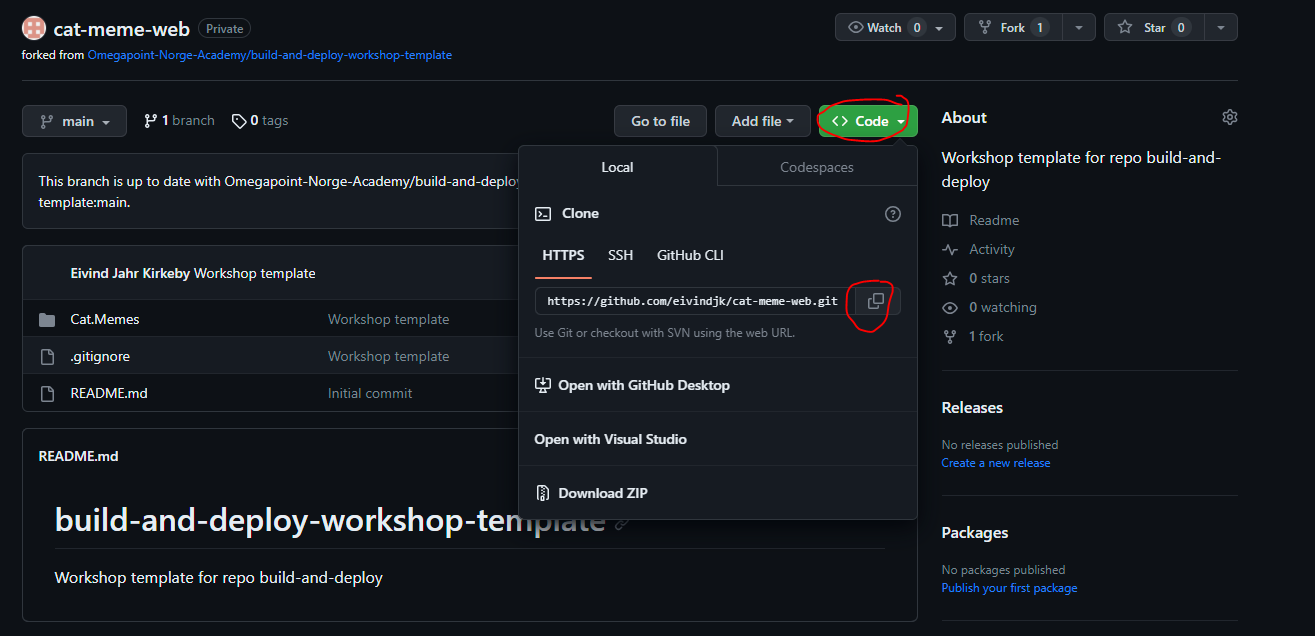 cat-meme-web Private
Watch 0
Fork 1
Star 0
forked from Omegapoint-Norge-Academy/build-and-deploy-workshop-template
main
1 branch
0 tags
Go to file
Add file
<> Code
This branch is up to date with Omegapoint-Norge-Academy/build-and-deploy
template:main.
Eivind Jahr Kirkeby Workshop template
Cat.Memes Workshop template
.gitignore Workshop template
README.md Initial commit
Local
Codespaces
Clone
HTTPS SSH GitHub CLI
https://github.com/eivindjk/cat-meme-web.git
Use Git or checkout with SVN using the web URL.
Open with GitHub Desktop
Open with Visual Studio
Download ZIP
README.md
build-and-deploy-workshop-template
Workshop template for repo build-and-deploy
About
Workshop template for repo build-and-
deploy
Readme
Activity
0 stars
0 watching
1 fork
Releases
No releases published
Create a new release
Packages
No packages published
Publish your first package